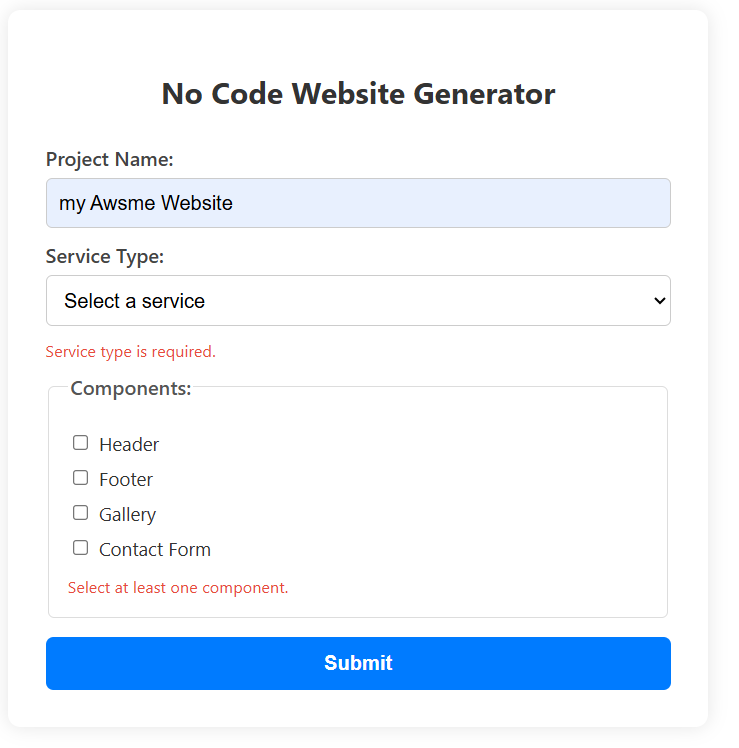 No Code Website Generator
Project Name:
my Awsme Website
Service Type:
Select a service
Service type is required.
Components:
Header
Footer
Gallery
Contact Form
Select at least one component.
Submit